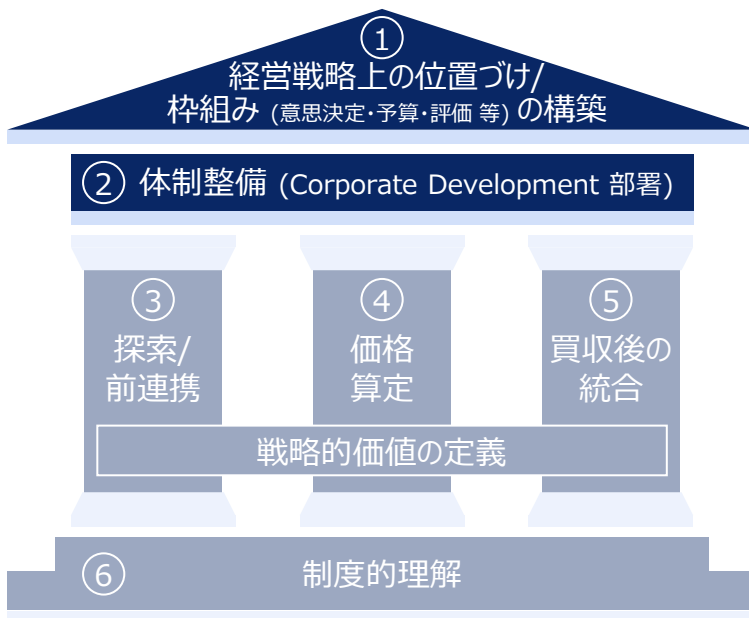 ①
経営戦略上の位置づけ/
枠組み (意思決定・予算・評価 等) の構築
② 体制整備 (Corporate Development 部署)
③
探索/
前連携
④
価格
算定
⑤
買収後の
統合
戦略的価値の定義
⑥ 制度的理解